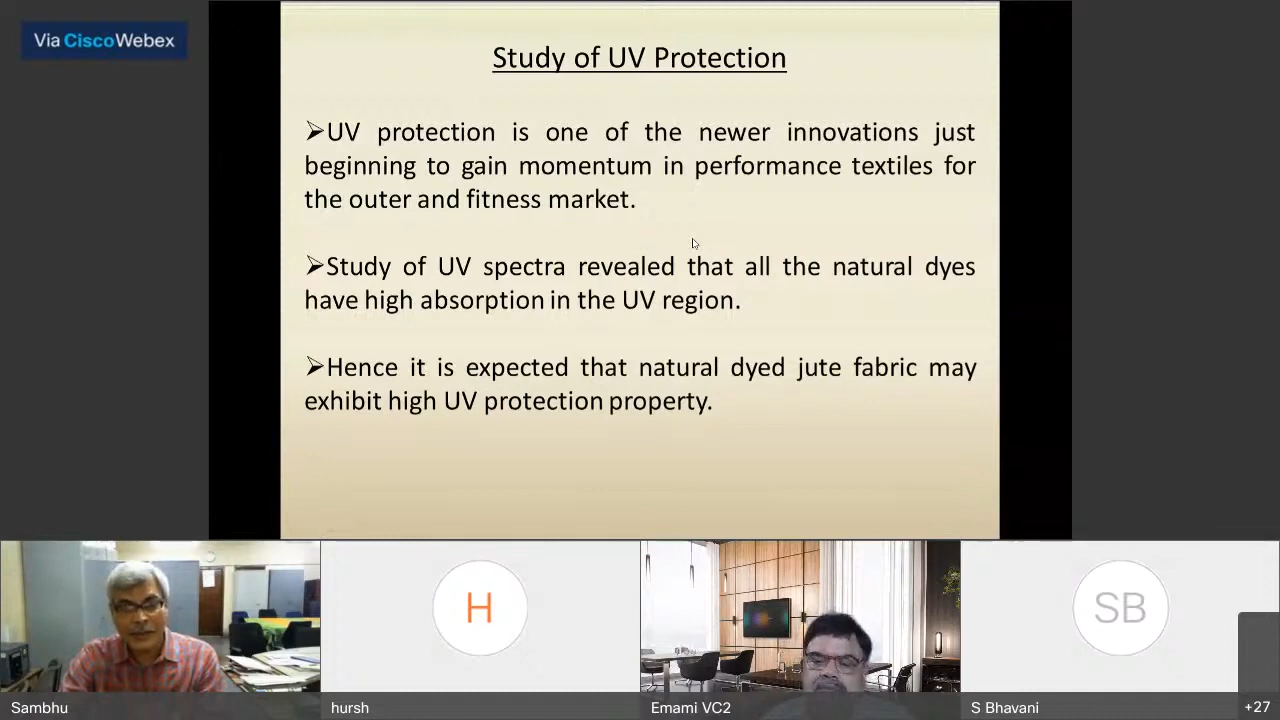 Via CiscoWebex
Study of UV Protection
➢UV protection is one of the newer innovations just
beginning to gain momentum in performance textiles for
the outer and fitness market.
➢Study of UV spectra revealed that all the natural dyes
have high absorption in the UV region.
➢Hence it is expected that natural dyed jute fabric may
exhibit high UV protection property.
H
SB
Sambhu
hursh
Emami VC2
S Bhavani
+27